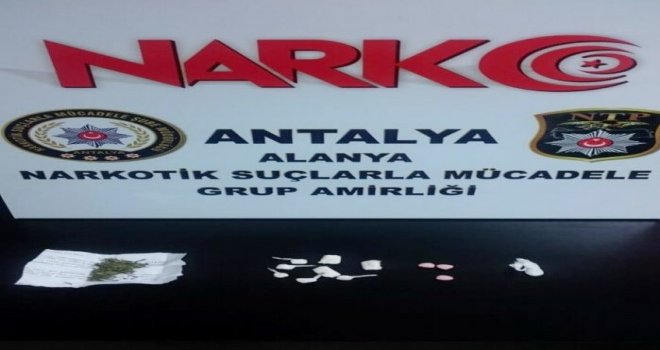 NARKO
ANTALYA
NTP
ALANYA
NARKOTİK SUÇLARLA MÜCADELE
GRUP AMİRLİĞİ